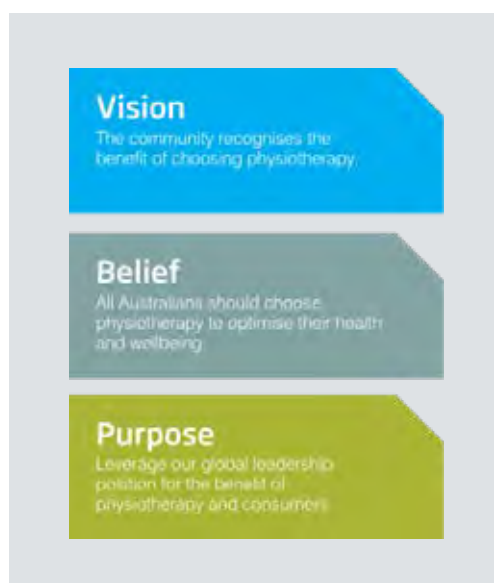 Vision
The community recognises the
benefit of choosing physiotherapy.
Belief
All Australians should choose
physiotherapy to optimise their health
and wellbeing.
Purpose
Leverage our global leadership
position for the benefit of
physiotherapy and consumers.